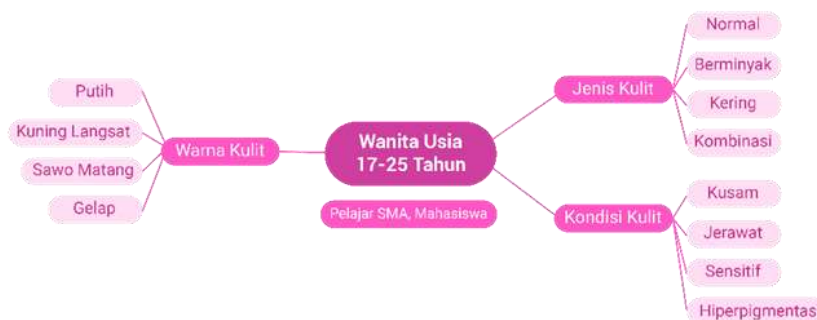 Wanita Usia
17-25 Tahun
Pelajar SMA, Mahasiswa
Warna Kulit
Putih
Kuning Langsat
Sawo Matang
Gelap
Jenis Kulit
Normal
Berminyak
Kering
Kombinasi
Kondisi Kulit
Kusam
Jerawat
Sensitif
Hiperpigmentas